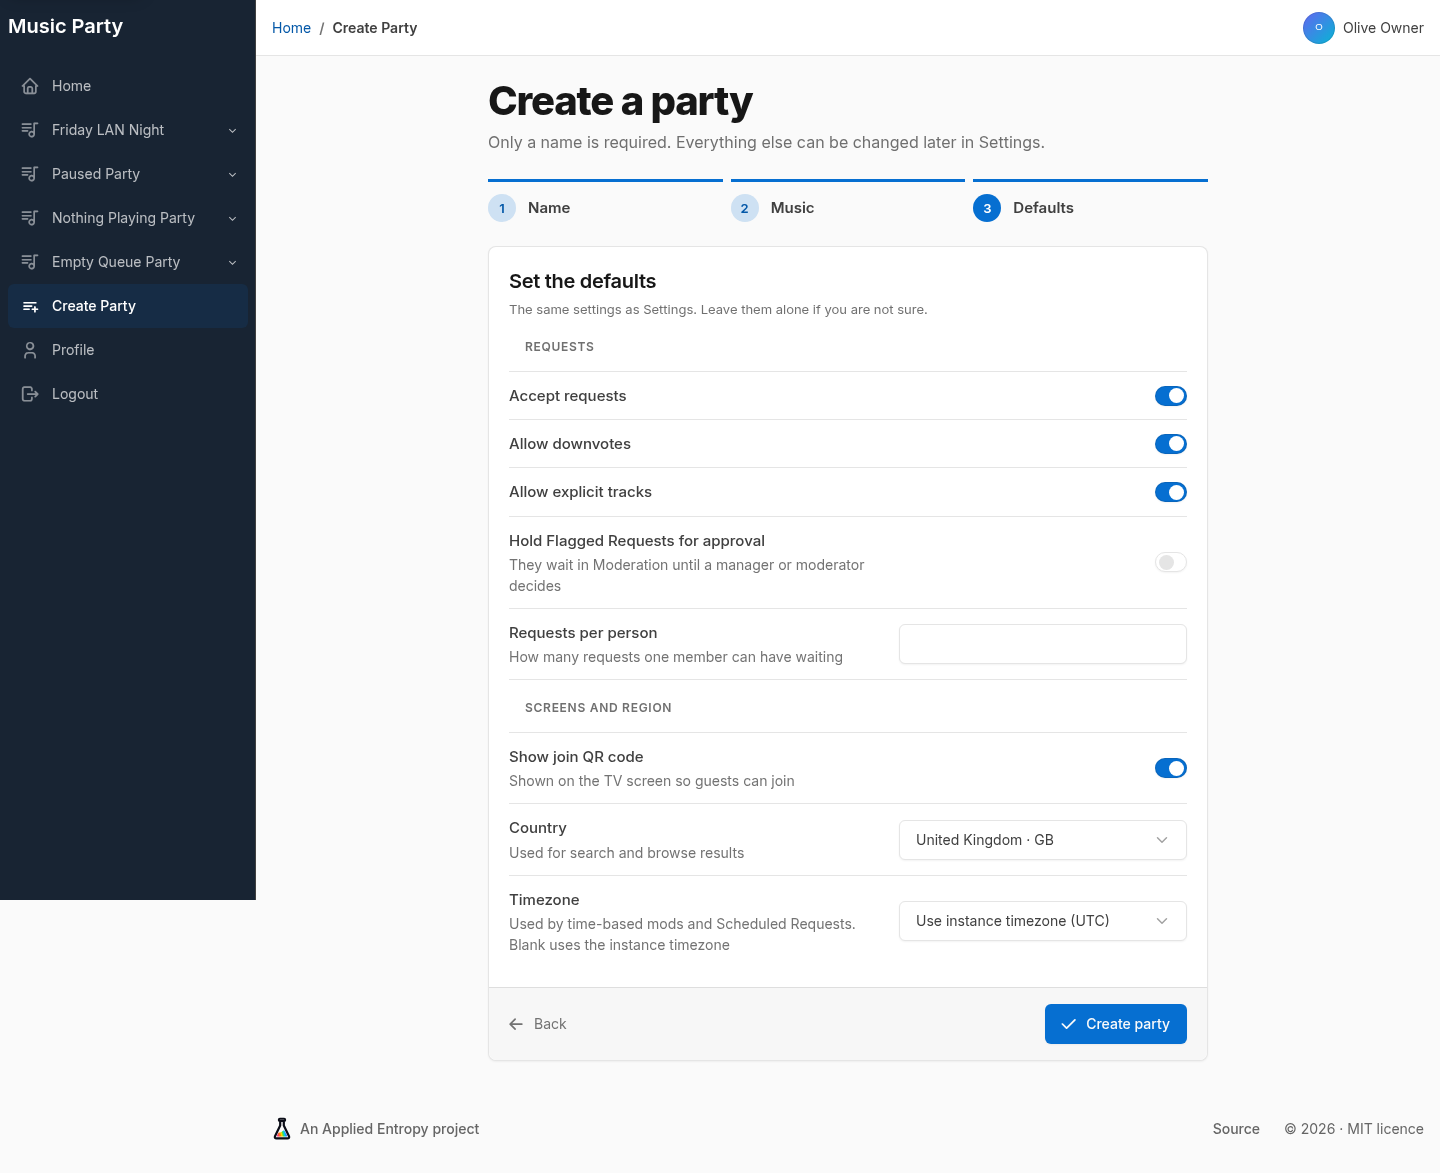 Music Party
Home
Friday LAN Night
Paused Party
Nothing Playing Party
Empty Queue Party
Create Party
Profile
Logout
Home / Create Party
O Olive Owner
Create a party
Only a name is required. Everything else can be changed later in Settings.
1 Name
2 Music
3 Defaults
Set the defaults
The same settings as Settings. Leave them alone if you are not sure.
REQUESTS
Accept requests
Allow downvotes
Allow explicit tracks
Hold Flagged Requests for approval
They wait in Moderation until a manager or moderator
decides
Requests per person
How many requests one member can have waiting
SCREENS AND REGION
Show join QR code
Shown on the TV screen so guests can join
Country
Used for search and browse results
United Kingdom · GB
Timezone
Used by time-based mods and Scheduled Requests.
Blank uses the instance timezone
Use instance timezone (UTC)
Back
Create party
An Applied Entropy project
Source
© 2026 · MIT licence